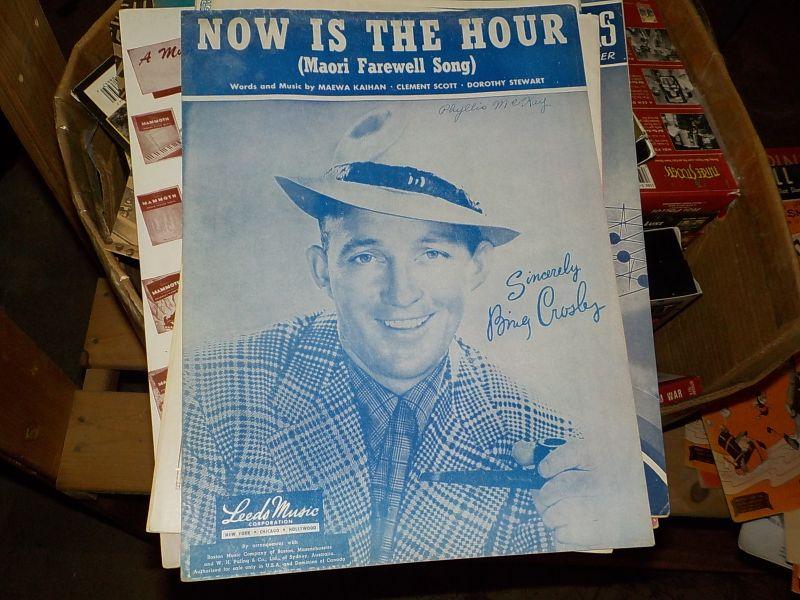 NOW IS THE HOUR
(Maori Farewell Song)
Words and Music by MAEWA KAIHAN · CLEMENT SCOTT · DOROTHY STEWART
Phyllis McKay
Sincerely
Bing Crosby
Leeds Music
CORPORATION
NEW YORK · CHICAGO · HOLLYWOOD
By arrangement with
Boston Music Company of Boston, Massachusetts
and W. H. Paling & Co., Ltd., of Sydney, Australia.
Authorized for sale only in U.S.A. and Dominion of Canada
A Mu
MAMMOTH
MAMMOTH
MAMMOTH
S
ER
WAR